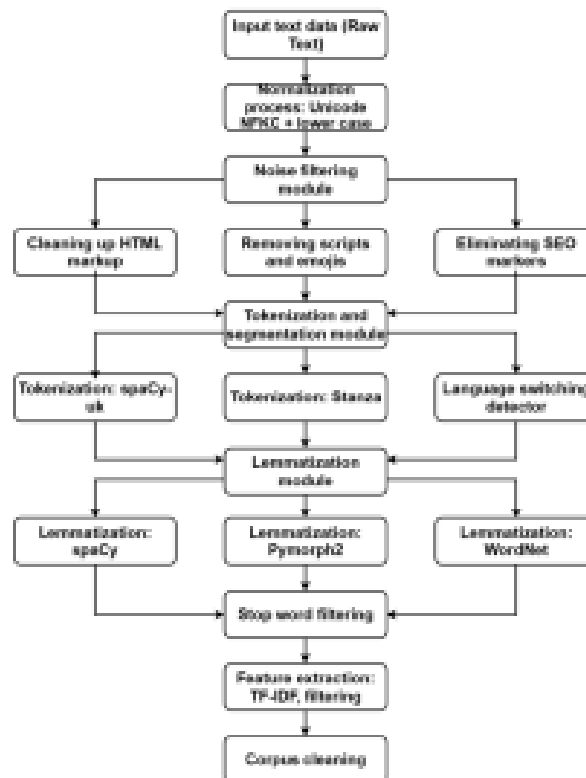 Input text data (Raw
Text)
Normalization
process: Unicode
NFKC + lower case
Noise filtering
module
Cleaning up HTML
markup
Removing scripts
and emojis
Eliminating SEO
markers
Tokenization and
segmentation module
Tokenization: spaCy-
uk
Tokenization: Stanza
Language switching
detector
Lemmatization
module
Lemmatization:
spaCy
Lemmatization:
Pymorph2
Lemmatization:
WordNet
Stop word filtering
Feature extraction:
TF-IDF, filtering
Corpus cleaning